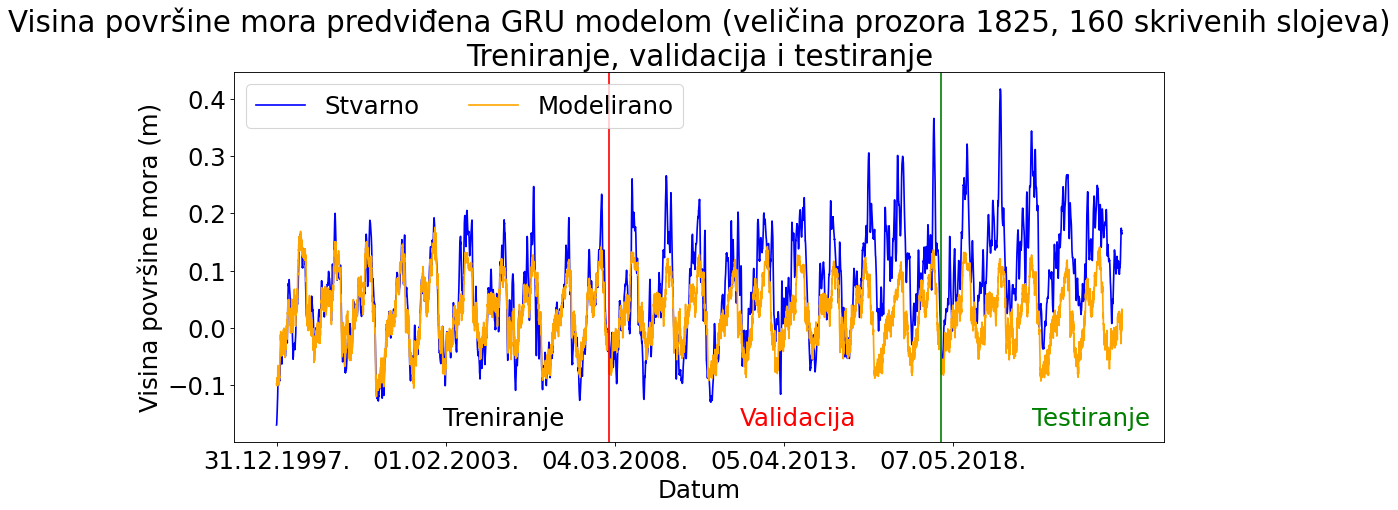 Visina površine mora predviđena GRU modelom (veličina prozora 1825, 160 skrivenih slojeva)
Treniranje, validacija i testiranje
Stvarno
Modelirano
Visina površine mora (m)
0.4
0.3
0.2
0.1
0.0
−0.1
Treniranje
Validacija
Testiranje
31.12.1997.
01.02.2003.
04.03.2008.
05.04.2013.
07.05.2018.
Datum